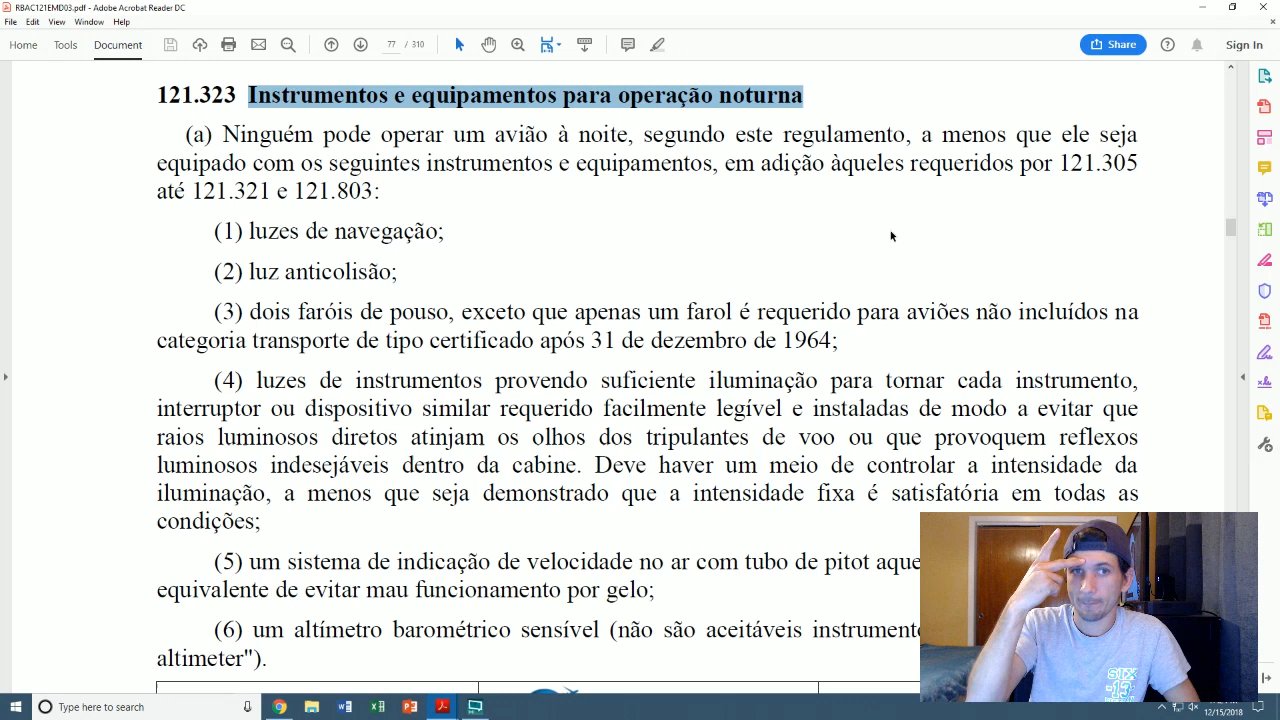 RBAC121EMD03.pdf - Adobe Acrobat Reader DC
File Edit View Window Help
Home Tools Document 77 / 310 Share Sign In
121.323 Instrumentos e equipamentos para operação noturna
(a) Ninguém pode operar um avião à noite, segundo este regulamento, a menos que ele seja
equipado com os seguintes instrumentos e equipamentos, em adição àqueles requeridos por 121.305
até 121.321 e 121.803:
(1) luzes de navegação;
(2) luz anticolisão;
(3) dois faróis de pouso, exceto que apenas um farol é requerido para aviões não incluídos na
categoria transporte de tipo certificado após 31 de dezembro de 1964;
(4) luzes de instrumentos provendo suficiente iluminação para tornar cada instrumento,
interruptor ou dispositivo similar requerido facilmente legível e instaladas de modo a evitar que
raios luminosos diretos atinjam os olhos dos tripulantes de voo ou que provoquem reflexos
luminosos indesejáveis dentro da cabine. Deve haver um meio de controlar a intensidade da
iluminação, a menos que seja demonstrado que a intensidade fixa é satisfatória em todas as
condições;
(5) um sistema de indicação de velocidade no ar com tubo de pitot aque
equivalente de evitar mau funcionamento por gelo;
(6) um altímetro barométrico sensível (não são aceitáveis instrumento
altimeter").
SIX
13
Type here to search
12/15/2018